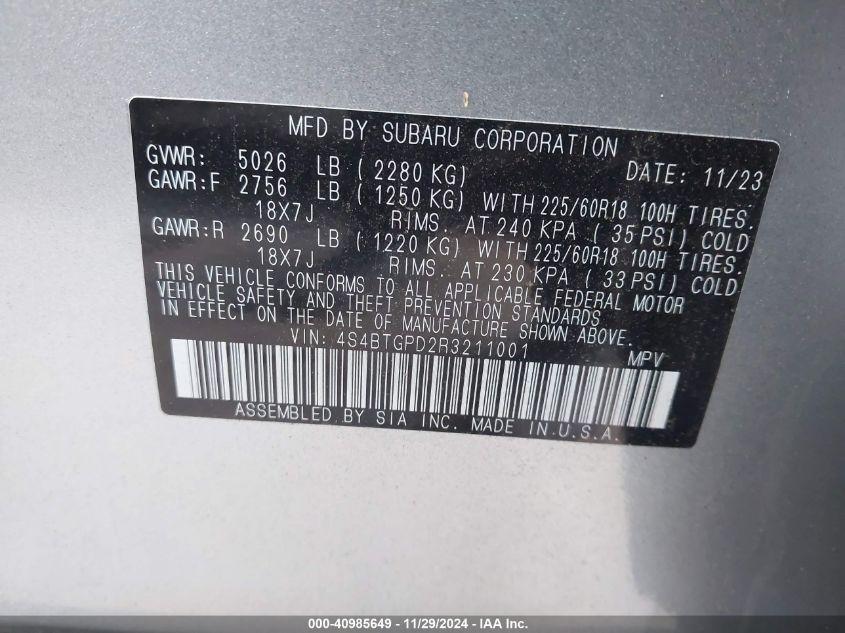 MFD BY SUBARU CORPORATION
GVWR: 5026 LB ( 2280 KG) DATE: 11/23
GAWR:F 2756 LB ( 1250 KG) WITH 225/60R18 100H TIRES.
18X7J RIMS. AT 240 KPA ( 35 PSI) COLD
GAWR:R 2690 LB ( 1220 KG) WITH 225/60R18 100H TIRES.
18X7J RIMS. AT 230 KPA ( 33 PSI) COLD
THIS VEHICLE CONFORMS TO ALL APPLICABLE FEDERAL MOTOR
VEHICLE SAFETY AND THEFT PREVENTION STANDARDS
IN EFFECT ON THE DATE OF MANUFACTURE SHOWN ABOVE.
VIN: 4S4BTGPD2R3211001 MPV
ASSEMBLED BY SIA INC. MADE IN U.S.A.
000-40985649 - 11/29/2024 - IAA Inc.